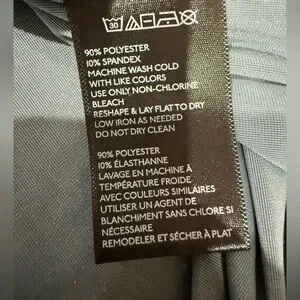 30
90% POLYESTER
10% SPANDEX
MACHINE WASH COLD
WITH LIKE COLORS
USE ONLY NON-CHLORINE
BLEACH
RESHAPE & LAY FLAT TO DRY
LOW IRON AS NEEDED
DO NOT DRY CLEAN
90% POLYESTER
10% ÉLASTHANNE
LAVAGE EN MACHINE À
TEMPÉRATURE FROIDE
AVEC COULEURS SIMILAIRES
UTILISER UN AGENT DE
BLANCHIMENT SANS CHLORE SI
NÉCESSAIRE
REMODELER ET SÉCHER À PLAT